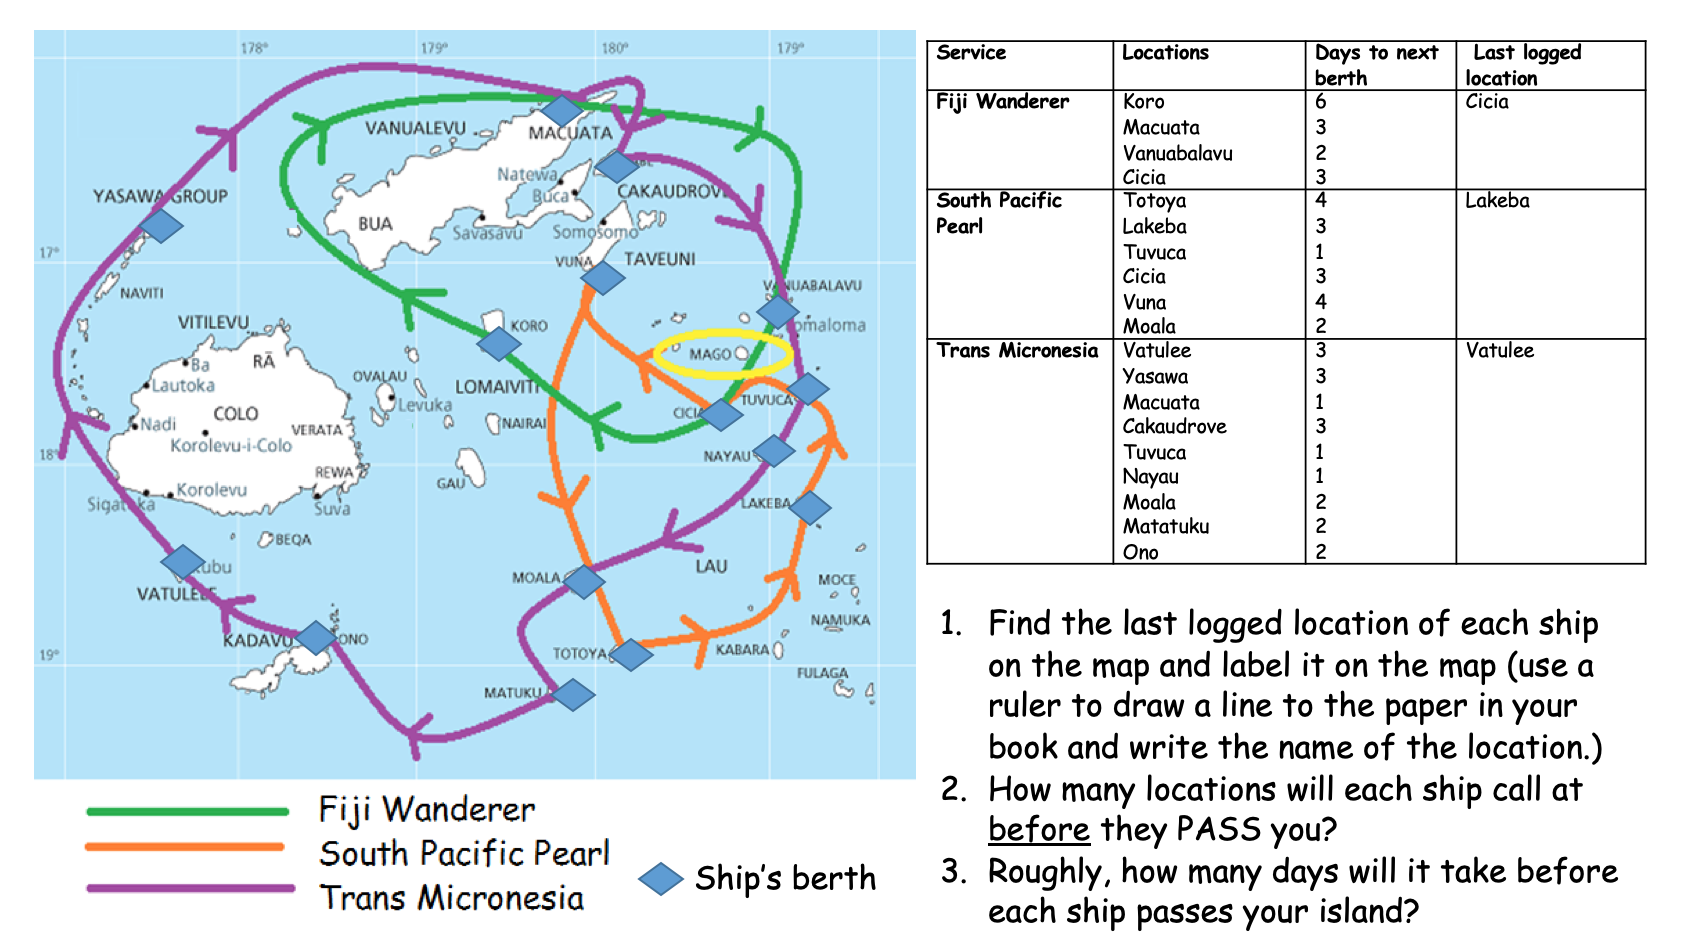 178°
179°
180°
179°
VANUALEVU
MACUATA
Natewa
Buca
CAKAUDROV
YASAWA GROUP
BUA
Savasavu
Somosomo
17°
VUNA
TAVEUNI
NAVITI
VANUABALAVU
Lomaloma
VITILEVU
KORO
RĀ
MAGO
Ba
Lautoka
OVALAU
LOMAIVITI
Levuka
TUVUCA
COLO
CICIA
Nadi
VERATA
NAIRAI
Korolevu-i-Colo
18°
NAYAU
REWA
GAU
Korolevu
Sigatoka
Suva
LAKEBA
BEQA
Kubu
MOALA
LAU
MOCE
VATULELE
NAMUKA
KADAVU
ONO
TOTOYA
KABARA
19°
FULAGA
MATUKU
Fiji Wanderer
South Pacific Pearl
Trans Micronesia
Ship's berth
Service Locations Days to next berth Last logged location
Fiji Wanderer Koro 6 Cicia
Macuata 3
Vanuabalavu 2
Cicia 3
South Pacific Pearl Totoya 4 Lakeba
Lakeba 3
Tuvuca 1
Cicia 3
Vuna 4
Moala 2
Trans Micronesia Vatulee 3 Vatulee
Yasawa 3
Macuata 1
Cakaudrove 3
Tuvuca 1
Nayau 1
Moala 2
Matatuku 2
Ono 2
1. Find the last logged location of each ship
on the map and label it on the map (use a
ruler to draw a line to the paper in your
book and write the name of the location.)
2. How many locations will each ship call at
before they PASS you?
3. Roughly, how many days will it take before
each ship passes your island?